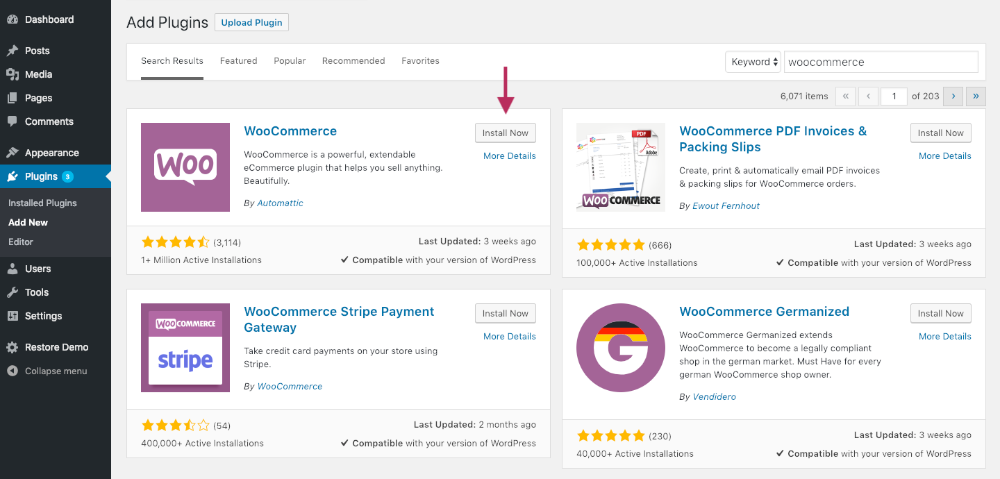 Dashboard
Posts
Media
Pages
Comments
Appearance
Plugins 3
Installed Plugins
Add New
Editor
Users
Tools
Settings
Restore Demo
Collapse menu
Add Plugins Upload Plugin
Search Results Featured Popular Recommended Favorites Keyword woocommerce
6,071 items « ‹ 1 of 203 › »
WOO
WooCommerce
Install Now
More Details
WooCommerce is a powerful, extendable
eCommerce plugin that helps you sell anything.
Beautifully.
By Automattic
(3,114)
Last Updated: 3 weeks ago
1+ Million Active Installations
✔ Compatible with your version of WordPress
PDF
Adobe
WOOCOMMERCE
WooCommerce PDF Invoices &
Packing Slips
Install Now
More Details
Create, print & automatically email PDF invoices
& packing slips for WooCommerce orders.
By Ewout Fernhout
(666)
Last Updated: 3 weeks ago
100,000+ Active Installations
✔ Compatible with your version of WordPress
WOOCOMMERCE
stripe
WooCommerce Stripe Payment
Gateway
Install Now
More Details
Take credit card payments on your store using
Stripe.
By WooCommerce
(54)
Last Updated: 2 months ago
400,000+ Active Installations
✔ Compatible with your version of WordPress
G
WooCommerce Germanized
Install Now
More Details
WooCommerce Germanized extends
WooCommerce to become a legally compliant
shop in the german market. Must Have for every
german WooCommerce shop owner.
By Vendidero
(230)
Last Updated: 3 weeks ago
40,000+ Active Installations
✔ Compatible with your version of WordPress